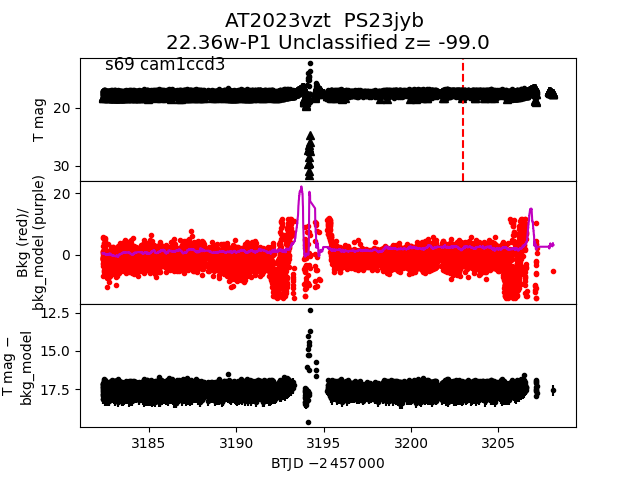 AT2023vzt  PS23jyb
22.36w-P1 Unclassified z= -99.0
s69 cam1ccd3
T mag
20
30
Bkg (red)/
bkg_model (purple)
20
0
T mag −
bkg_model
12.5
15.0
17.5
3185
3190
3195
3200
3205
BTJD −2 457 000